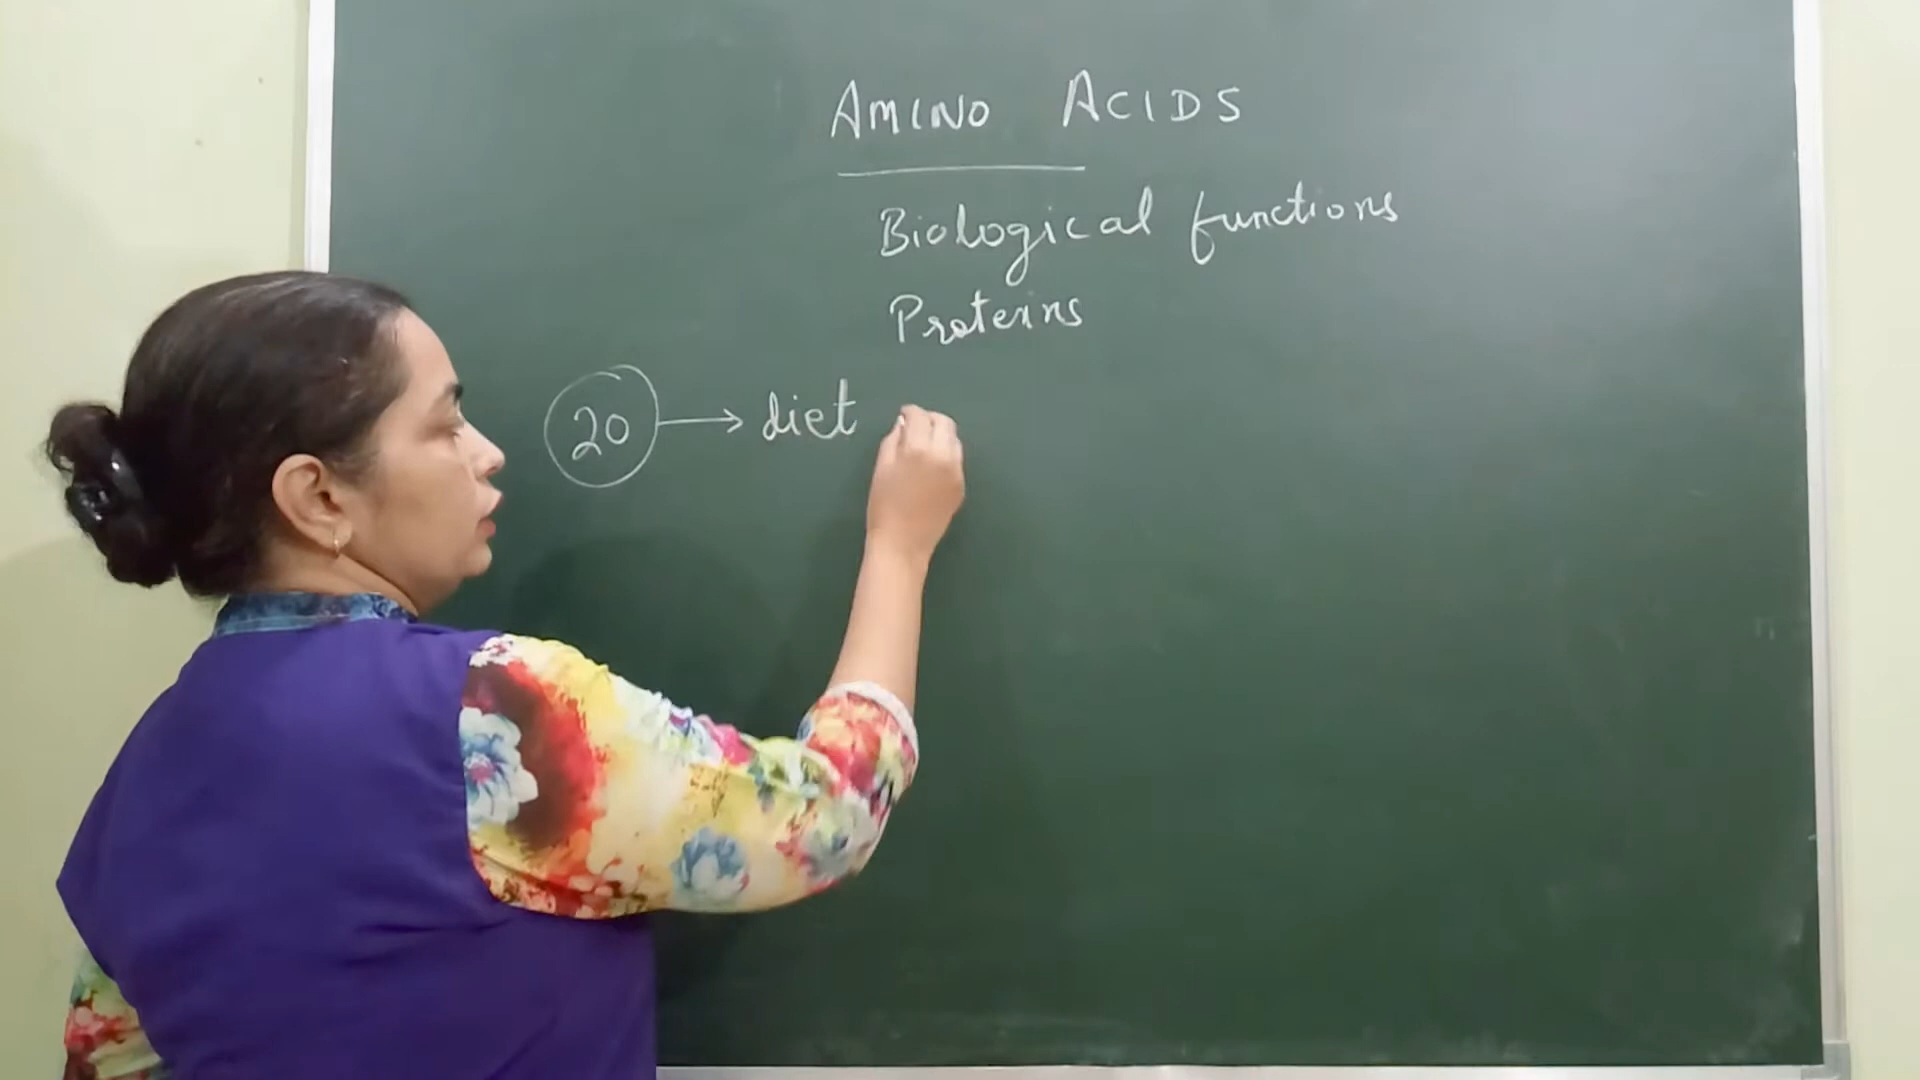 AMINO ACIDS
Biological functions
Proteins
20 → diet